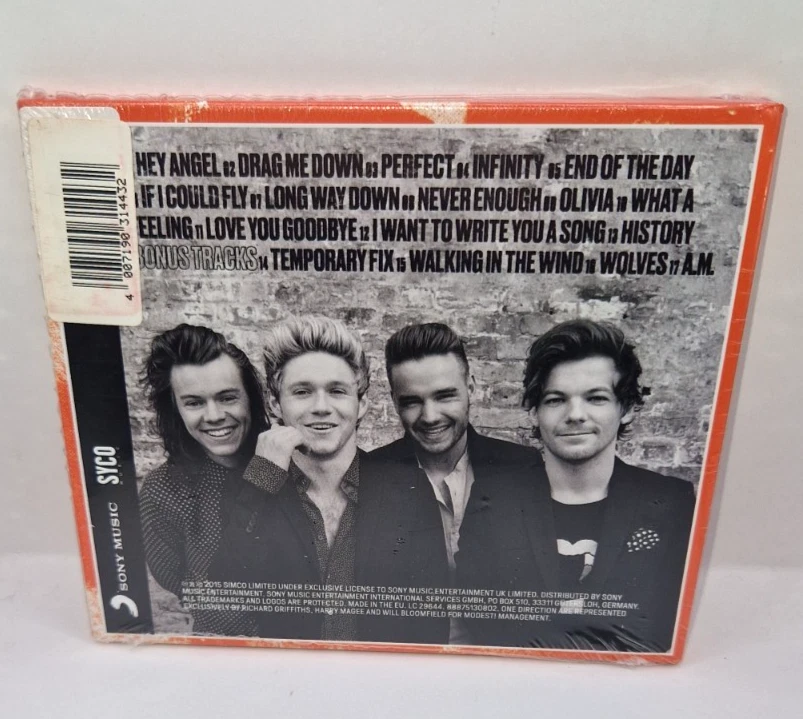 HEY ANGEL 02 DRAG ME DOWN 03 PERFECT 04 INFINITY 05 END OF THE DAY
IF I COULD FLY 07 LONG WAY DOWN 08 NEVER ENOUGH 09 OLIVIA 10 WHAT A
EELING 11 LOVE YOU GOODBYE 12 I WANT TO WRITE YOU A SONG 13 HISTORY
BONUS TRACKS 14 TEMPORARY FIX 15 WALKING IN THE WIND 16 WOLVES 17 A.M.
4 007190 314432
SYCO
SONY MUSIC
℗ © 2015 SIMCO LIMITED UNDER EXCLUSIVE LICENSE TO SONY MUSIC ENTERTAINMENT UK LIMITED. DISTRIBUTED BY SONY
MUSIC ENTERTAINMENT. SONY MUSIC ENTERTAINMENT INTERNATIONAL SERVICES GMBH, PO BOX 510, 33311 GÜTERSLOH, GERMANY.
ALL TRADEMARKS AND LOGOS ARE PROTECTED. MADE IN THE EU. LC 29644. 88875130802. ONE DIRECTION ARE REPRESENTED
EXCLUSIVELY BY RICHARD GRIFFITHS, HARRY MAGEE AND WILL BLOOMFIELD FOR MODEST! MANAGEMENT.